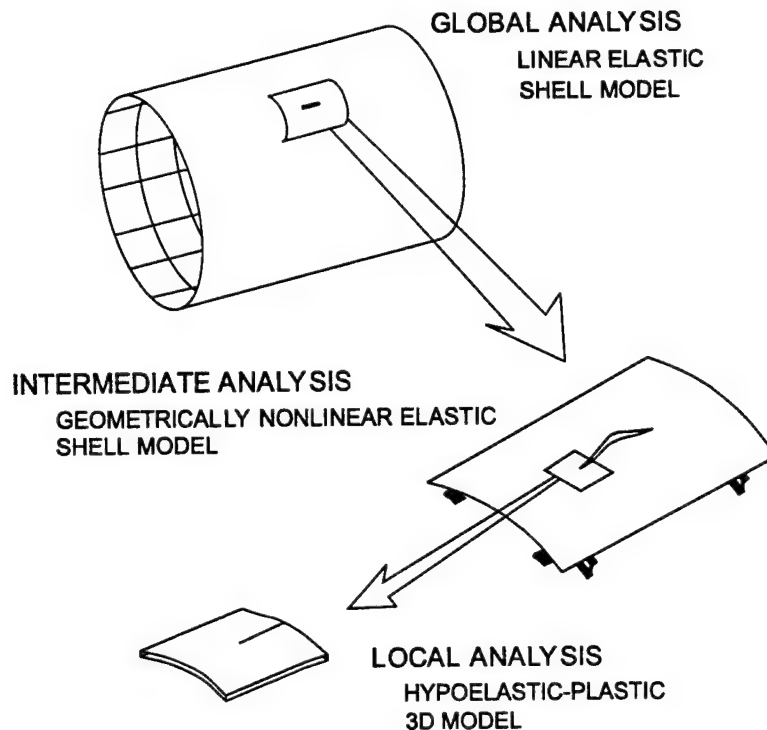 GLOBAL ANALYSIS
LINEAR ELASTIC
SHELL MODEL
INTERMEDIATE ANALYSIS
GEOMETRICALLY NONLINEAR ELASTIC
SHELL MODEL
LOCAL ANALYSIS
HYPOELASTIC-PLASTIC
3D MODEL